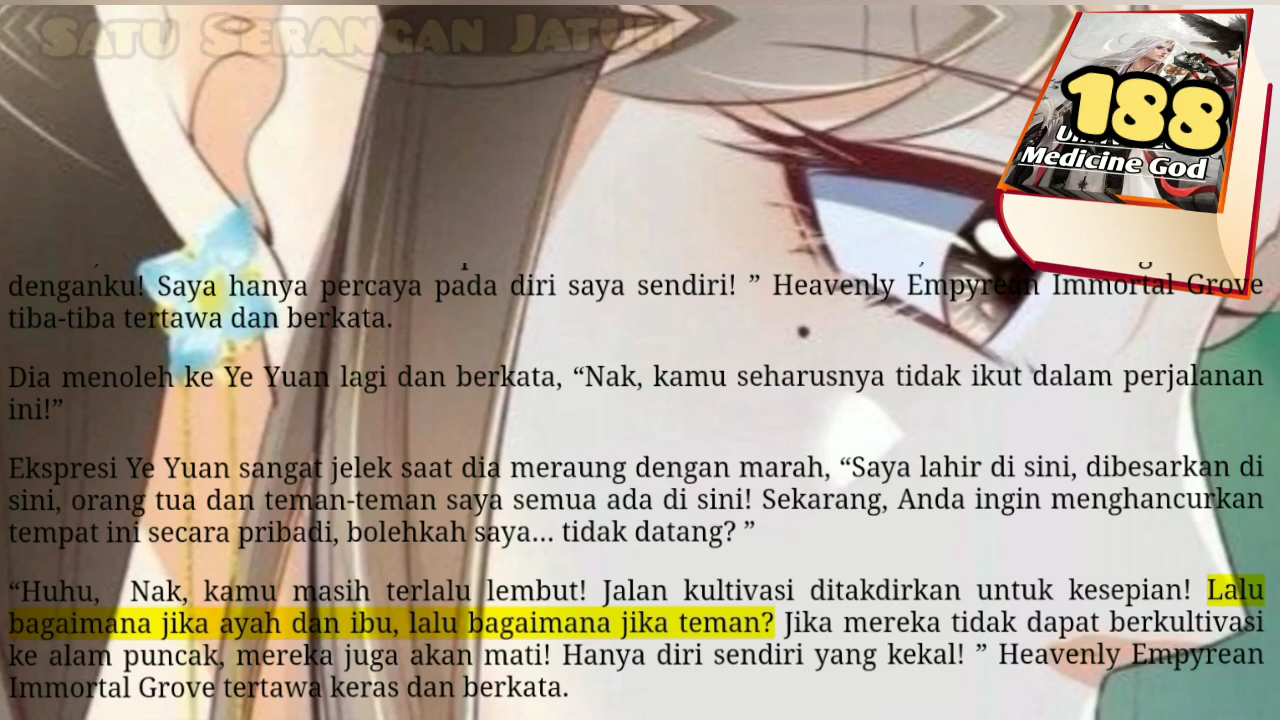 SATU SERANGAN JATUH
188
Medicine God
denganku! Saya hanya percaya pada diri saya sendiri! ” Heavenly Empyrean Immortal Grove
tiba-tiba tertawa dan berkata.
Dia menoleh ke Ye Yuan lagi dan berkata, “Nak, kamu seharusnya tidak ikut dalam perjalanan
ini!”
Ekspresi Ye Yuan sangat jelek saat dia meraung dengan marah, “Saya lahir di sini, dibesarkan di
sini, orang tua dan teman-teman saya semua ada di sini! Sekarang, Anda ingin menghancurkan
tempat ini secara pribadi, bolehkah saya... tidak datang? ”
“Huhu, Nak, kamu masih terlalu lembut! Jalan kultivasi ditakdirkan untuk kesepian! Lalu
bagaimana jika ayah dan ibu, lalu bagaimana jika teman? Jika mereka tidak dapat berkultivasi
ke alam puncak, mereka juga akan mati! Hanya diri sendiri yang kekal! ” Heavenly Empyrean
Immortal Grove tertawa keras dan berkata.